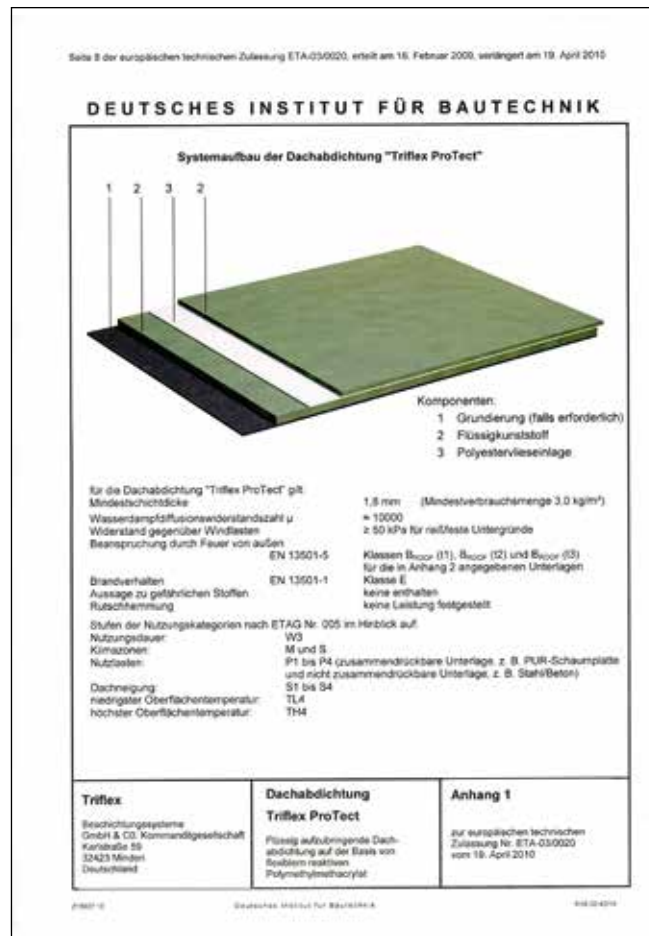 Seite 8 der europäischen technischen Zulassung ETA-03/0020, erteilt am 16. Februar 2009, verlängert am 19. April 2010
DEUTSCHES INSTITUT FÜR BAUTECHNIK
Systemaufbau der Dachabdichtung "Triflex ProTect"
1 2 3 2
Komponenten:
1 Grundierung (falls erforderlich)
2 Flüssigkunststoff
3 Polyestervlieseinlage
für die Dachabdichtung "Triflex ProTect" gilt:
Mindestschichtdicke 1,8 mm (Mindestverbrauchsmenge 3,0 kg/m²)
Wasserdampfdiffusionswiderstandszahl µ ≈ 10000
Widerstand gegenüber Windlasten ≥ 50 kPa für reißfeste Untergründe
Beanspruchung durch Feuer von außen
EN 13501-5 Klassen BROOF (t1), BROOF (t2) und BROOF (t3)
für die in Anhang 2 angegebenen Unterlagen
Brandverhalten EN 13501-1 Klasse E
Aussage zu gefährlichen Stoffen keine enthalten
Rutschhemmung keine Leistung festgestellt
Stufen der Nutzungskategorien nach ETAG Nr. 005 im Hinblick auf:
Nutzungsdauer: W3
Klimazonen: M und S
Nutzlasten: P1 bis P4 (zusammendrückbare Unterlage, z. B. PUR-Schaumplatte
und nicht zusammendrückbare Unterlage, z. B. Stahl/Beton)
Dachneigung: S1 bis S4
niedrigster Oberflächentemperatur: TL4
höchster Oberflächentemperatur: TH4
Triflex
Beschichtungssysteme
GmbH & CO. Kommanditgesellschaft
Karlstraße 59
32423 Minden
Deutschland
Dachabdichtung
Triflex ProTect
Flüssig aufzubringende Dach-
abdichtung auf der Basis von
flexiblem reaktiven
Polymethylmethacrylat
Anhang 1
zur europäischen technischen
Zulassung Nr. ETA-03/0020
vom 19. April 2010
Deutsches Institut für Bautechnik